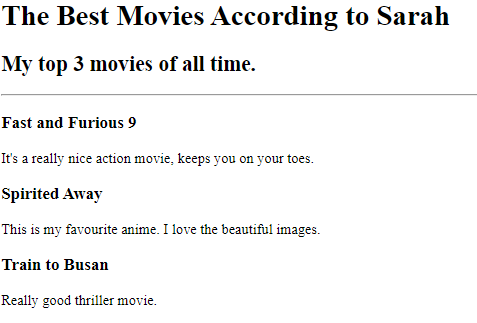 The Best Movies According to Sarah
My top 3 movies of all time.
Fast and Furious 9
It's a really nice action movie, keeps you on your toes.
Spirited Away
This is my favourite anime. I love the beautiful images.
Train to Busan
Really good thriller movie.